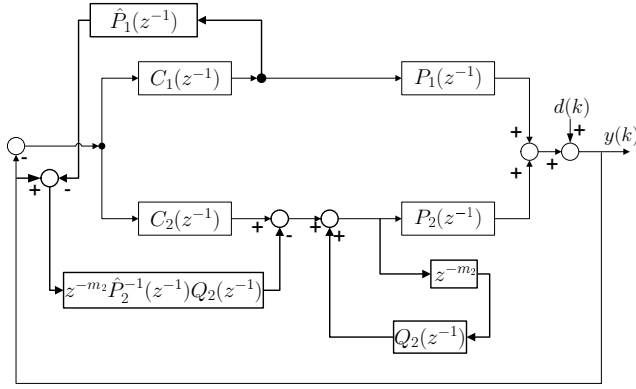 P̂₁(z⁻¹)
C₁(z⁻¹)
P₁(z⁻¹)
d(k)
+
+
+
y(k)
-
+
-
+
C₂(z⁻¹)
+
-
+
+
P₂(z⁻¹)
z^{-m₂}P̂₂⁻¹(z⁻¹)Q₂(z⁻¹)
z^{-m₂}
Q₂(z⁻¹)